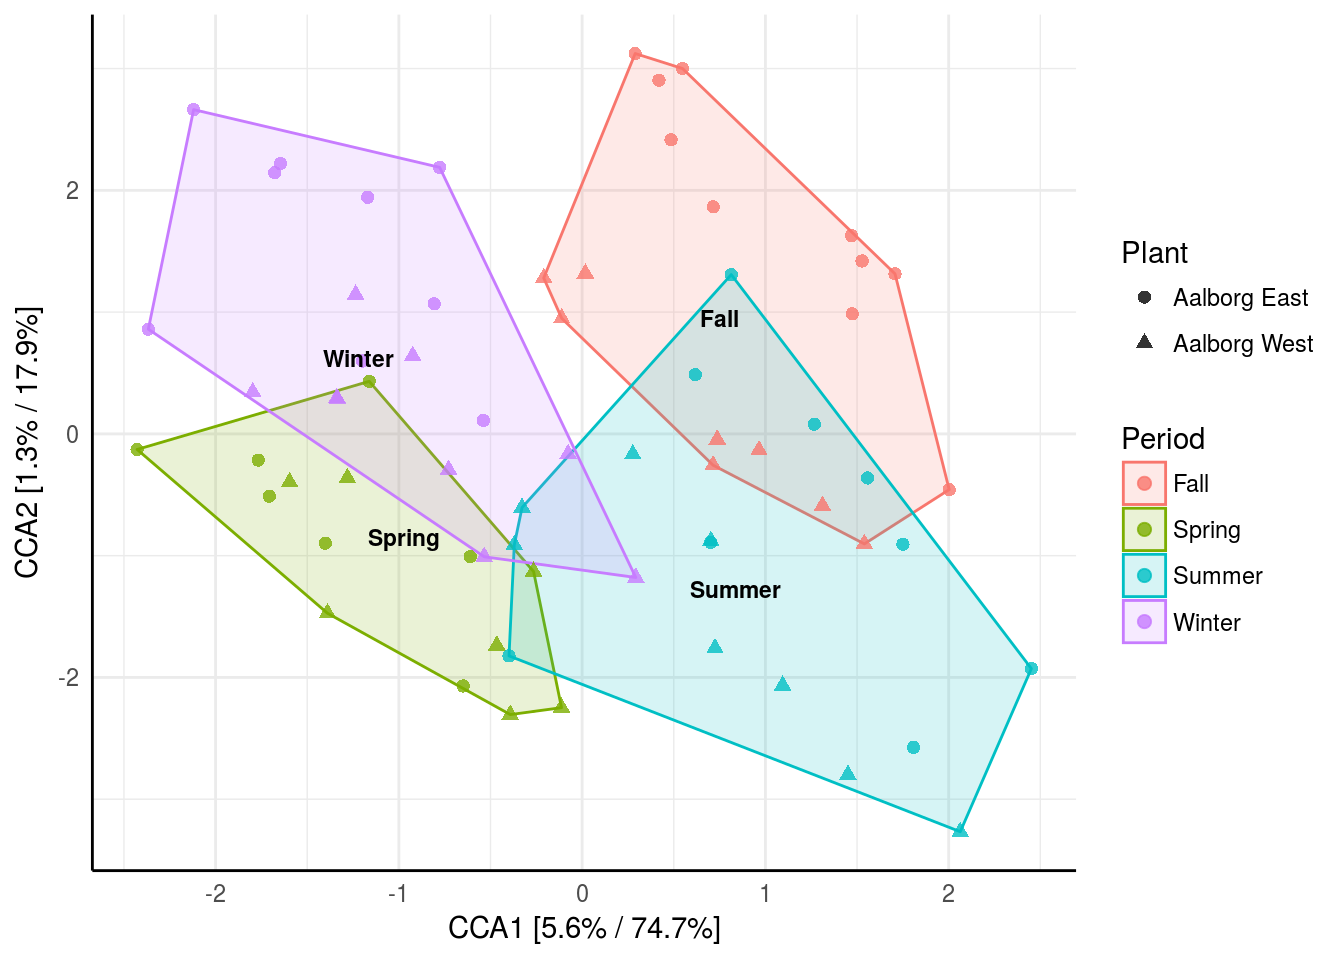 Plant
Aalborg East
Aalborg West
Period
Fall
Spring
Summer
Winter
Fall
Winter
Spring
Summer
2
0
-2
CCA2 [1.3% / 17.9%]
-2
-1
0
1
2
CCA1 [5.6% / 74.7%]